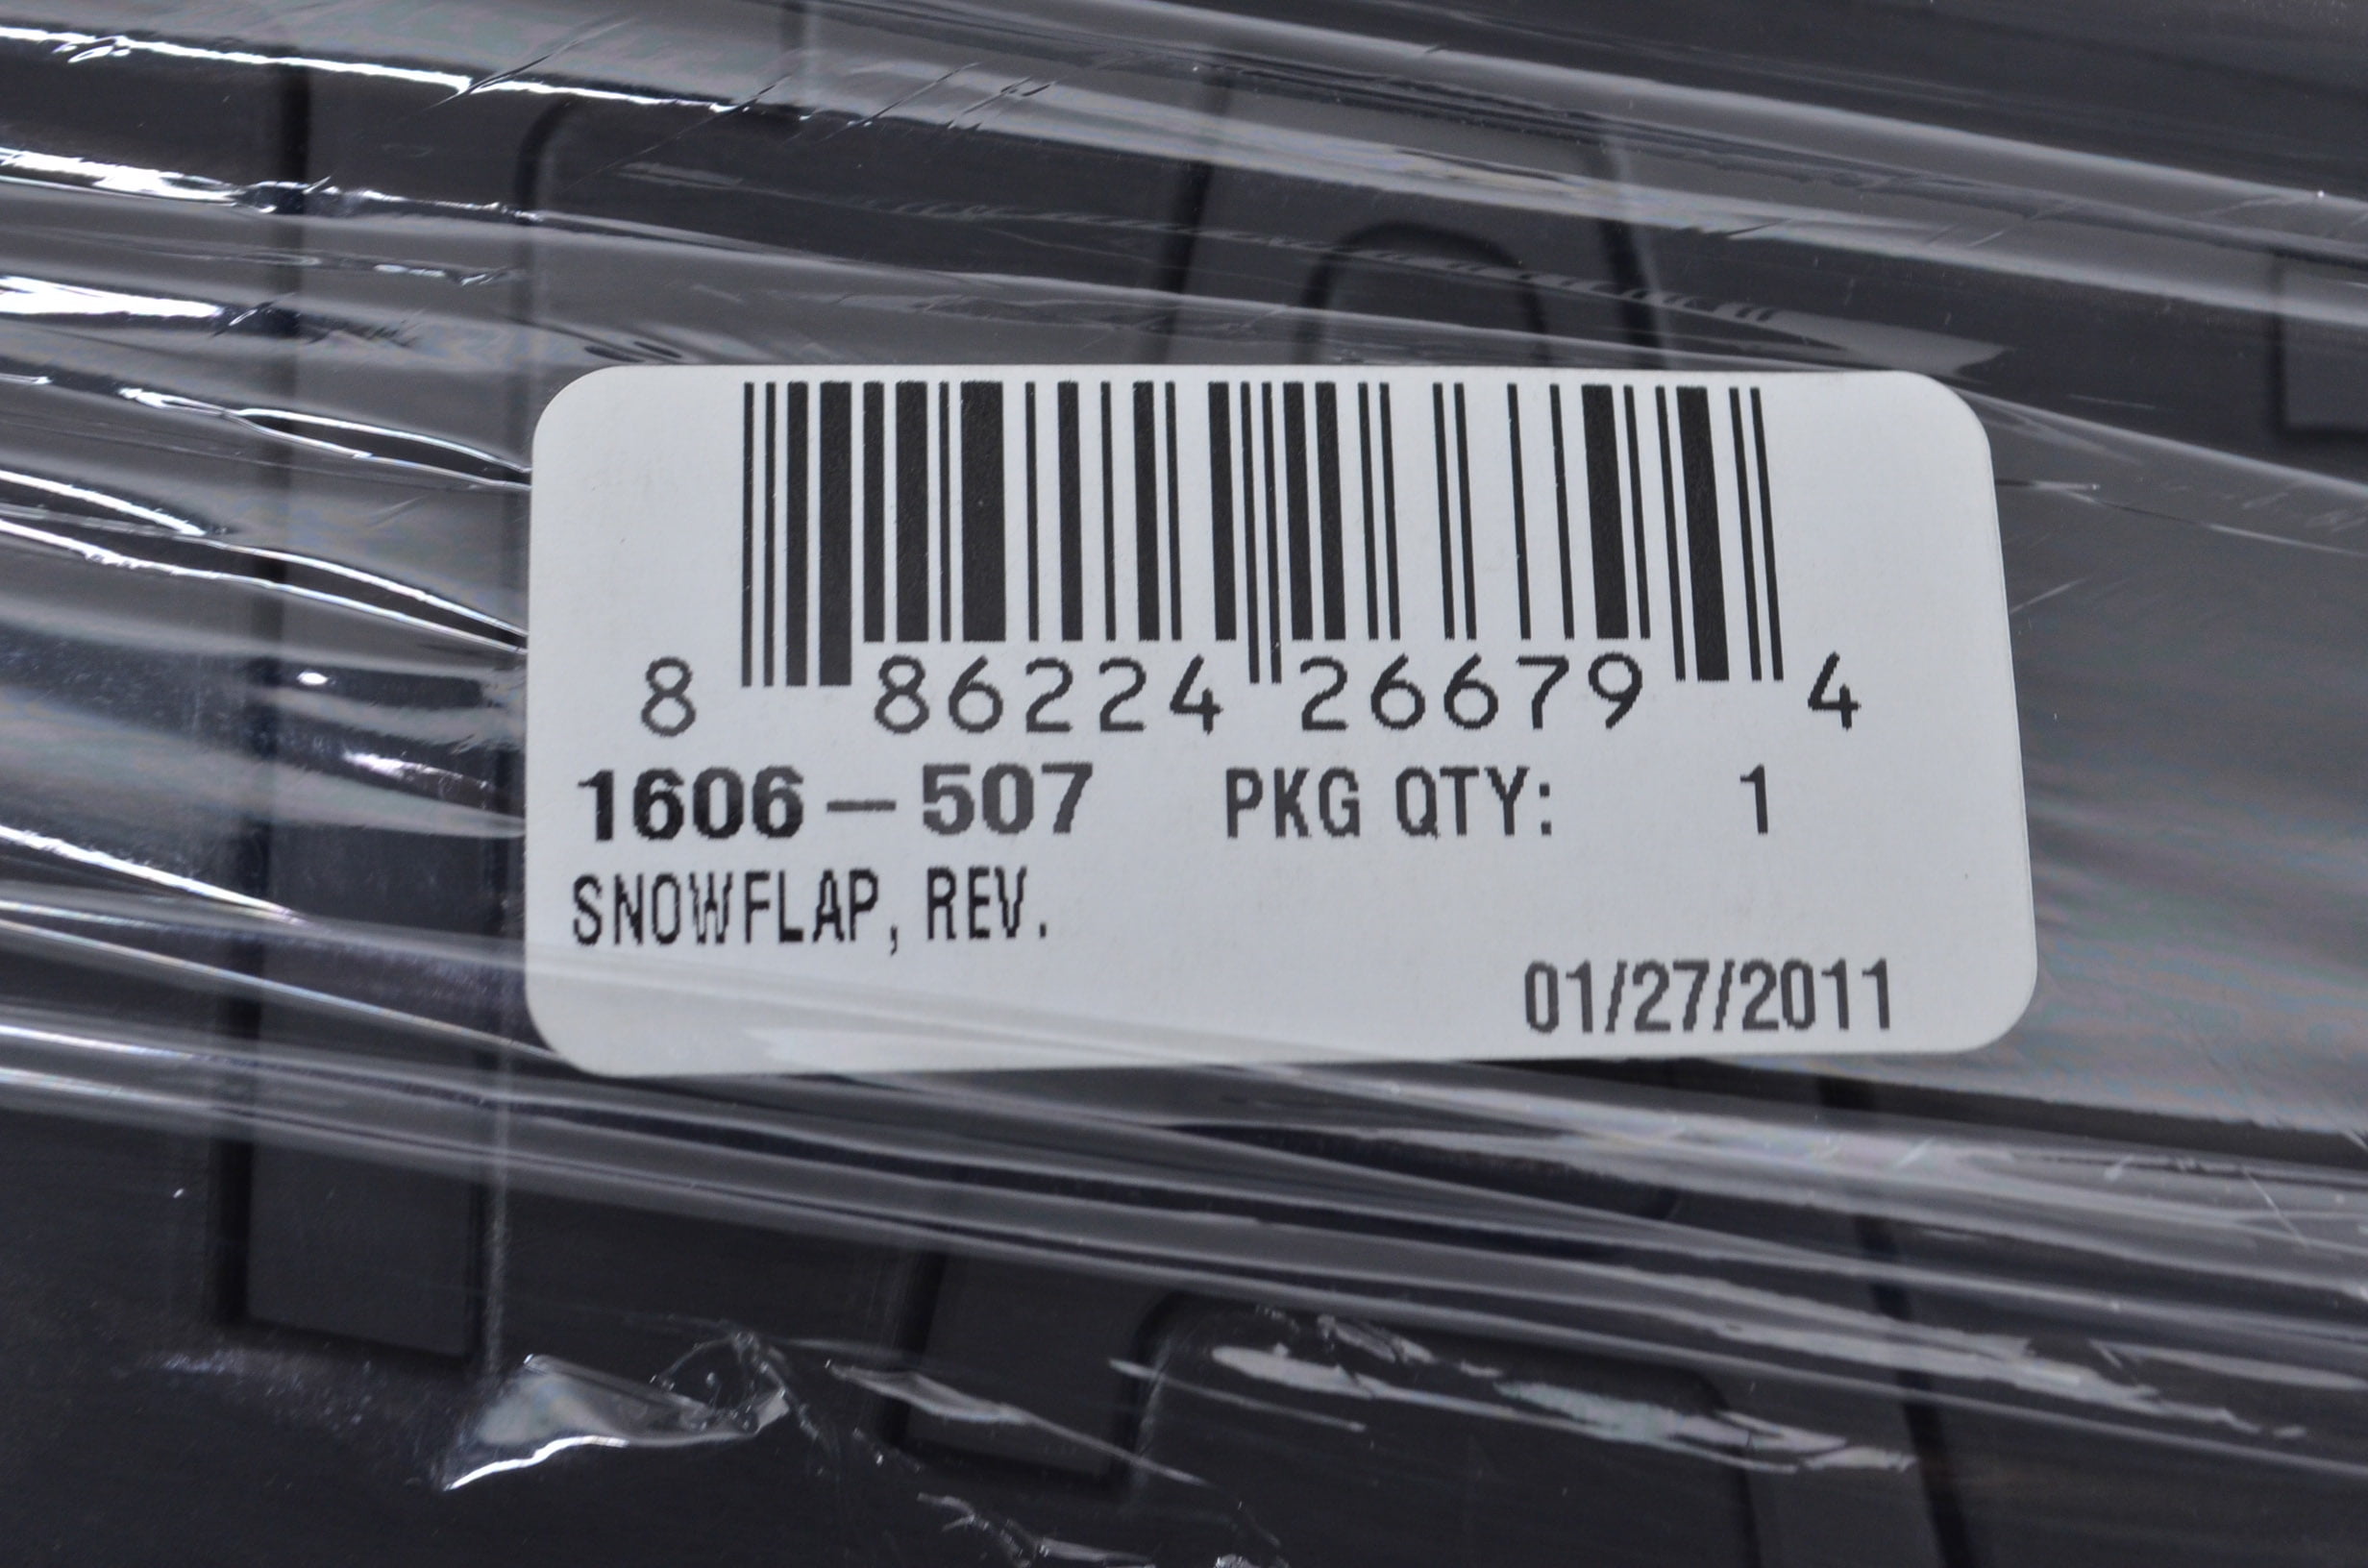 8 86224 26679 4
1606-507 PKG QTY: 1
SNOWFLAP, REV.
01/27/2011